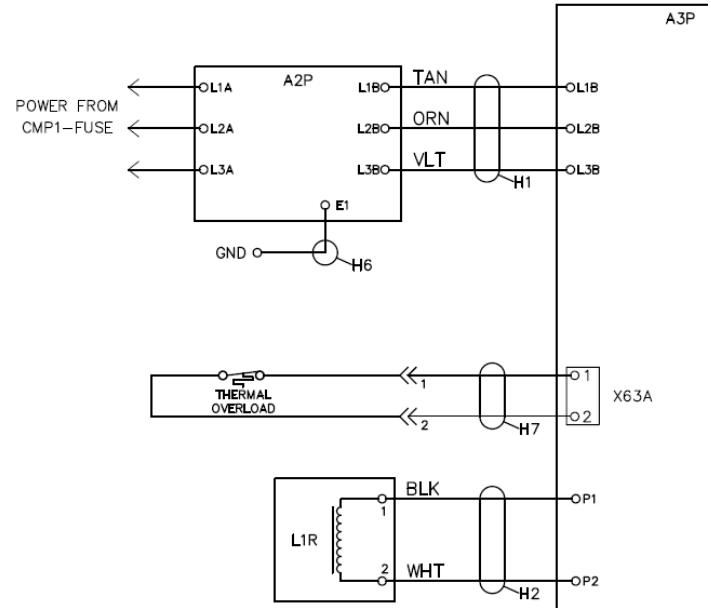 A3P
A2P
L1A
L1B
TAN
L1B
POWER FROM
CMP1-FUSE
L2A
L2B
ORN
L2B
L3A
L3B
VLT
L3B
H1
E1
GND
H6
1
1
THERMAL
OVERLOAD
X63A
2
2
H7
BLK
1
P1
L1R
2
WHT
P2
H2